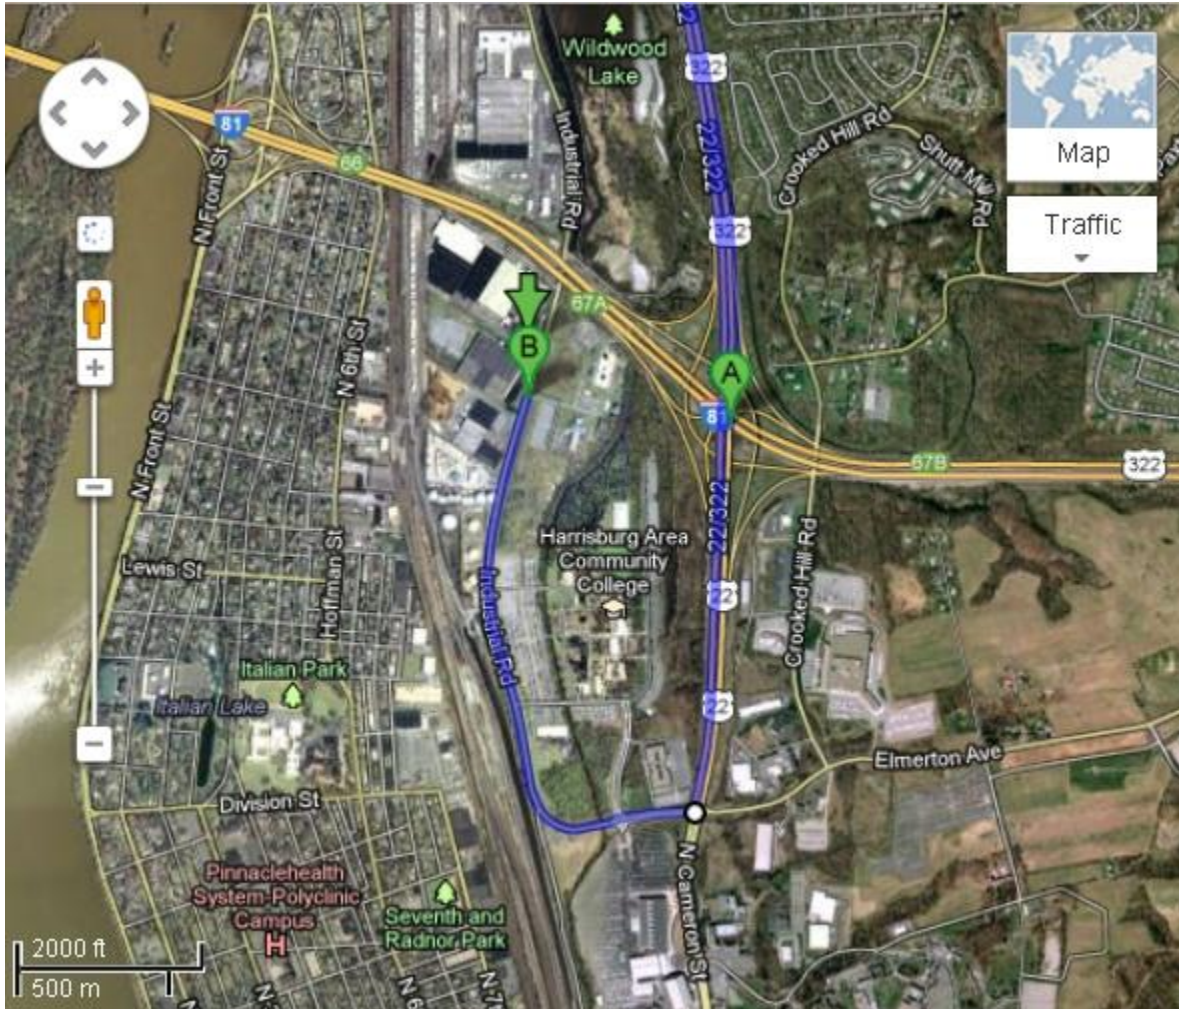 Wildwood
Lake
22
322
22/322
81
66
N Front St
Industrial Rd
Crooked Hill Rd
Shutt Mill Rd
Map
Traffic
322
67A
B
A
81
N 6th St
N Front St
67B
322
22/322
Harrisburg Area
Community
College
22
Crooked Hill Rd
Lewis St
Hoffman St
Industrial Rd
Italian Park
Italian Lake
22
Elmerton Ave
Division St
Pinnaclehealth
System-Polyclinic
Campus
H
Seventh and
Radnor Park
N Cameron St
2000 ft
500 m